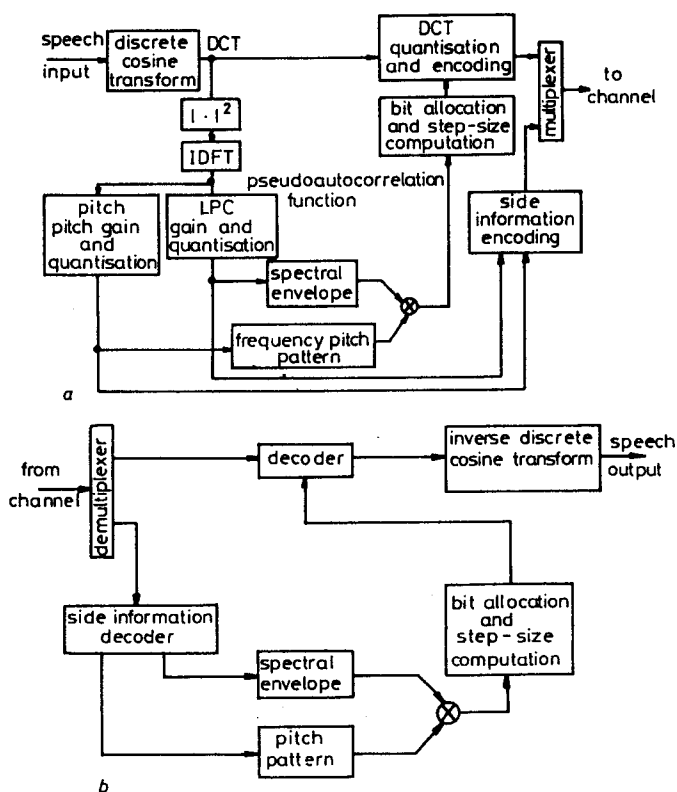 speech
input
discrete
cosine
transform
DCT
DCT
quantisation
and encoding
multiplexer
to
channel
|·|²
IDFT
bit allocation
and step-size
computation
pseudoautocorrelation
function
pitch
pitch gain
and
quantisation
LPC
gain and
quantisation
side
information
encoding
spectral
envelope
frequency pitch
pattern
a
from
channel
demultiplexer
decoder
inverse discrete
cosine transform
speech
output
side information
decoder
bit allocation
and
step-size
computation
spectral
envelope
pitch
pattern
b